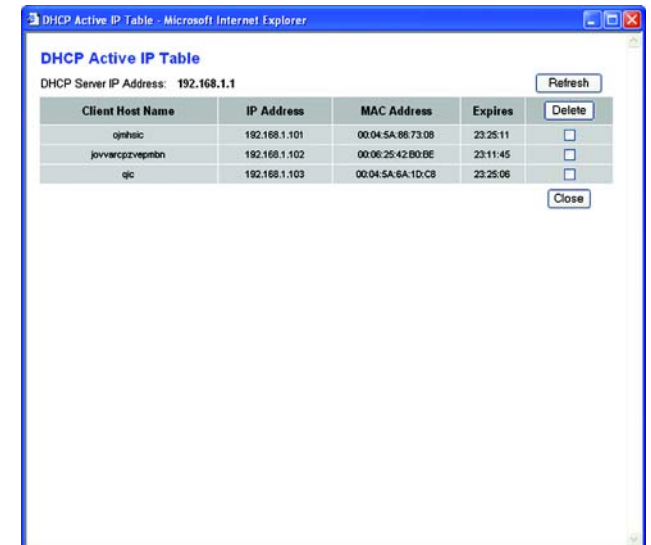 DHCP Active IP Table - Microsoft Internet Explorer
DHCP Active IP Table
DHCP Server IP Address: 192.168.1.1 Refresh
Client Host Name IP Address MAC Address Expires Delete
ojmhsic 192.168.1.101 00:04:5A:86:73:08 23:25:11
jovvarcpzvepmbn 192.168.1.102 00:06:25:42:B0:BE 23:11:45
qic 192.168.1.103 00:04:5A:6A:1D:C8 23:25:06
Close